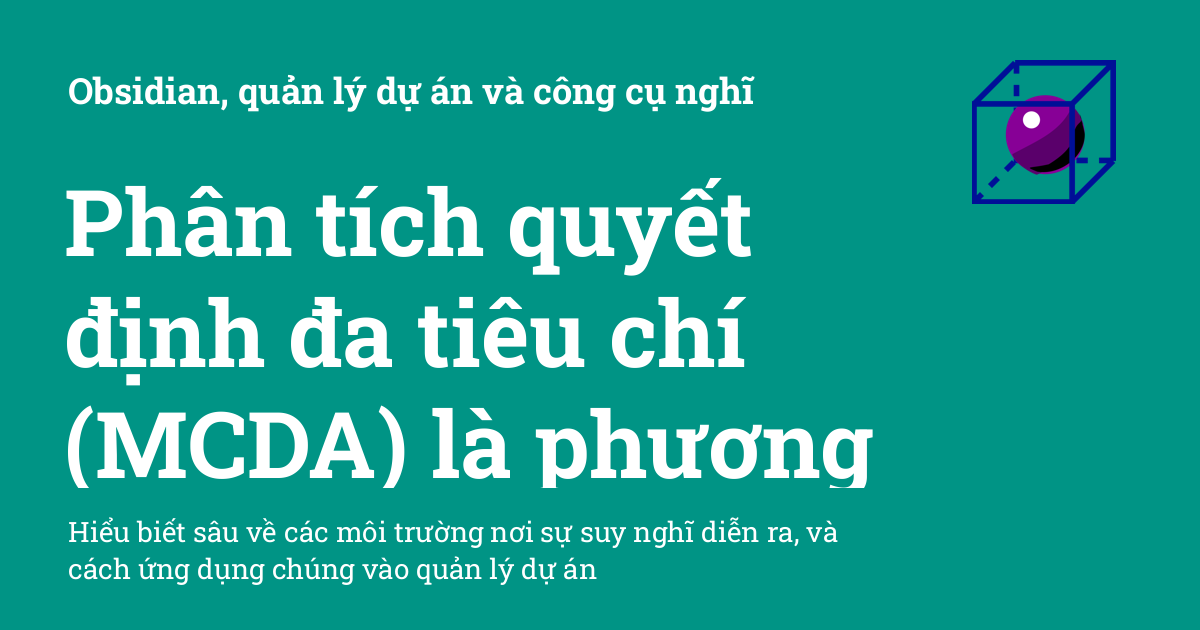 Obsidian, quản lý dự án và công cụ nghĩ
Phân tích quyết
định đa tiêu chí
(MCDA) là phương
Hiểu biết sâu về các môi trường nơi sự suy nghĩ diễn ra, và
cách ứng dụng chúng vào quản lý dự án